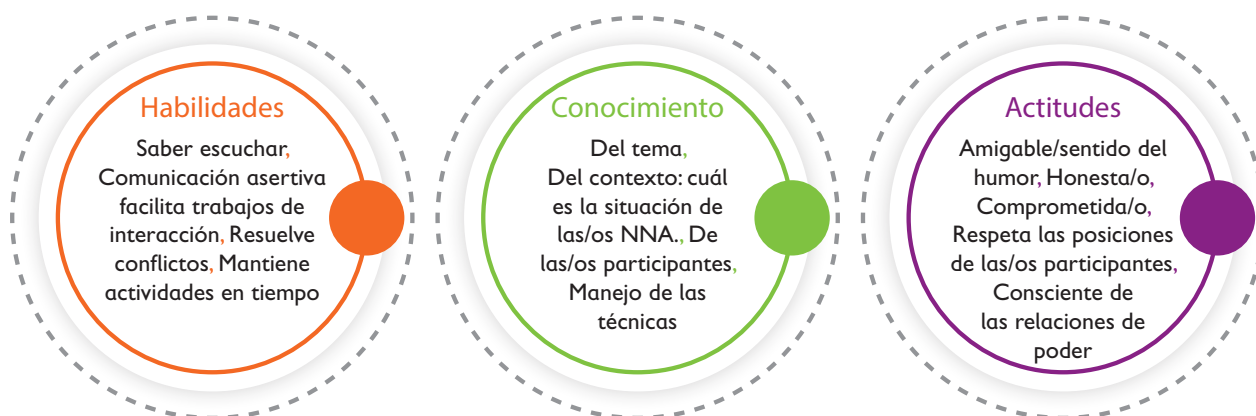 Habilidades
Saber escuchar,
Comunicación asertiva
facilita trabajos de
interacción, Resuelve
conflictos, Mantiene
actividades en tiempo
Conocimiento
Del tema,
Del contexto: cuál
es la situación de
las/os NNA., De
las/os participantes,
Manejo de las
técnicas
Actitudes
Amigable/sentido del
humor, Honesta/o,
Comprometida/o,
Respeta las posiciones
de las/os participantes,
Consciente de
las relaciones de
poder